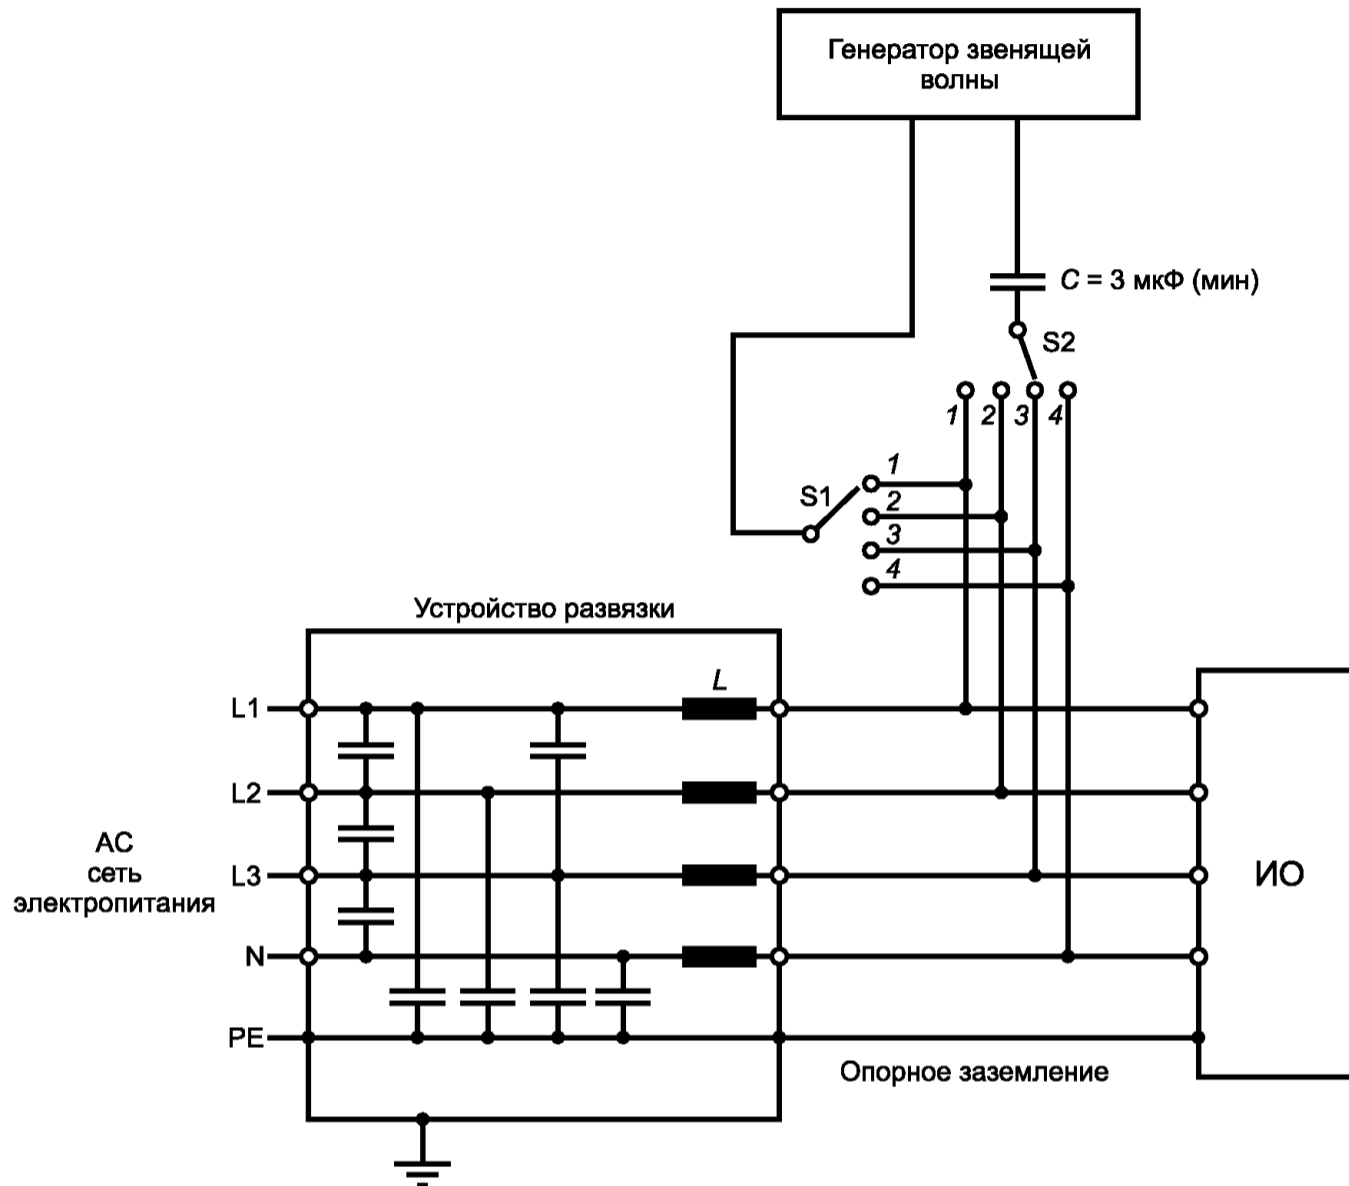 Генератор звенящей
волны
C = 3 мкФ (мин)
S2
1 2 3 4
S1
1
2
3
4
Устройство развязки
L
L1
L2
L3
N
PE
АС
сеть
электропитания
ИО
Опорное заземление